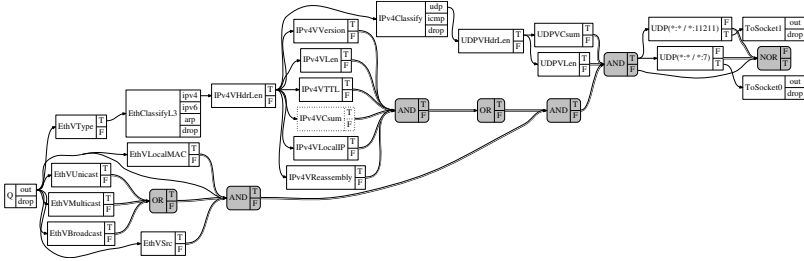 Q
out
drop
EthVType
T
F
EthVUnicast
T
F
EthVMulticast
T
F
EthVBroadcast
T
F
EthClassifyL3
ipv4
ipv6
arp
drop
EthVLocalMAC
T
F
OR
T
F
EthVSrc
T
F
IPv4VHdrLen
T
F
AND
T
F
IPv4VVersion
T
F
IPv4VLen
T
F
IPv4VTTL
T
F
IPv4VCsum
T
F
IPv4VLocalIP
T
F
IPv4VReassembly
T
F
IPv4Classify
udp
icmp
drop
AND
T
F
UDPVHdrLen
T
F
OR
T
F
UDPVCsum
T
F
UDPVLen
T
F
AND
T
F
AND
T
F
UDP(*:* / *:11211)
F
T
UDP(*:* / *:7)
F
T
ToSocket1
out
drop
NOR
F
T
ToSocket0
out
drop